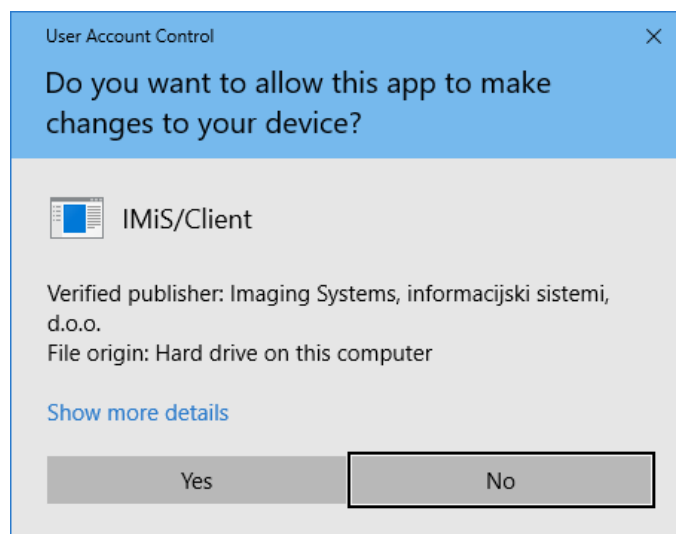 User Account Control
Do you want to allow this app to make
changes to your device?
IMiS/Client
Verified publisher: Imaging Systems, informacijski sistemi,
d.o.o.
File origin: Hard drive on this computer
Show more details
Yes
No